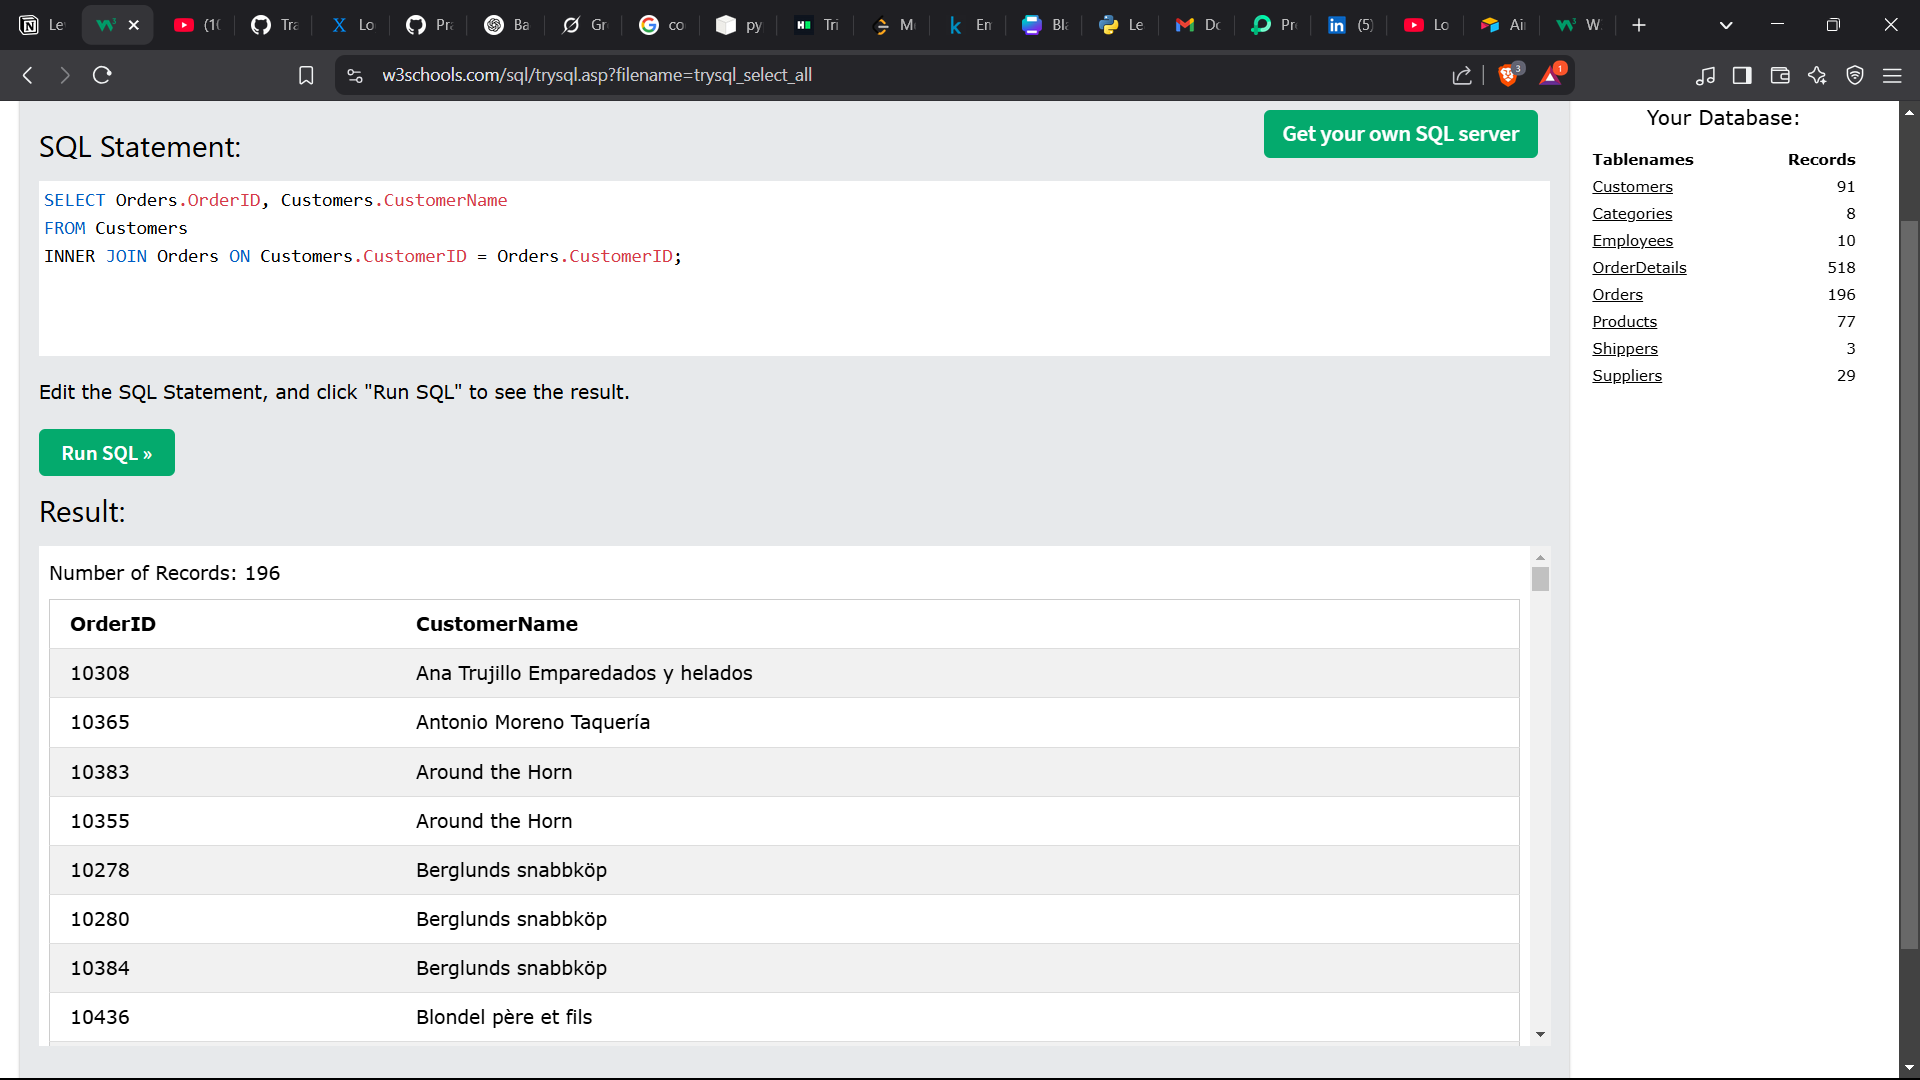 Le
(1(
Tra
Lo
Pra
Ba
Gr
co
py
Tri
M
En
Bla
Le
Do
Pr
(5)
Lo
Air
W
w3schools.com/sql/trysql.asp?filename=trysql_select_all
3
1
SQL Statement:
Get your own SQL server
SELECT Orders.OrderID, Customers.CustomerName
FROM Customers
INNER JOIN Orders ON Customers.CustomerID = Orders.CustomerID;
Edit the SQL Statement, and click "Run SQL" to see the result.
Run SQL »
Result:
Number of Records: 196
OrderID CustomerName
10308 Ana Trujillo Emparedados y helados
10365 Antonio Moreno Taquería
10383 Around the Horn
10355 Around the Horn
10278 Berglunds snabbköp
10280 Berglunds snabbköp
10384 Berglunds snabbköp
10436 Blondel père et fils
Your Database:
Tablenames Records
Customers 91
Categories 8
Employees 10
OrderDetails 518
Orders 196
Products 77
Shippers 3
Suppliers 29